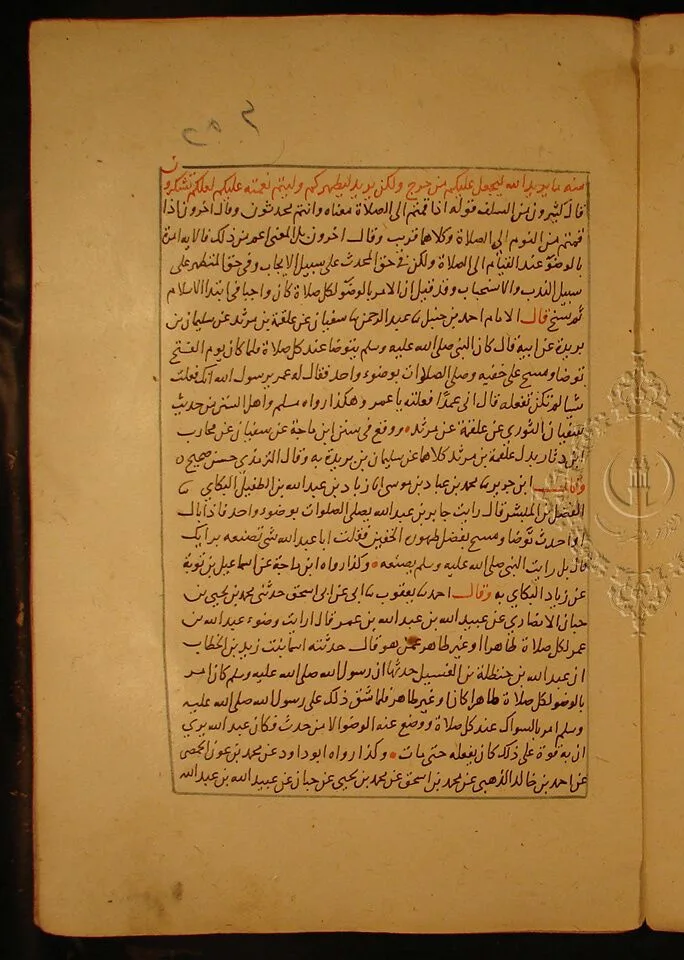 ٤
٥٢
منه ما يريد الله ليجعل عليكم من حرج ولكن يريد ليطهركم وليتم نعمته عليكم لعلكم تشكرون
قال كثيرون من السلف قوله اذا قمتم الى الصلاة معناه وانتم محدثون وقال اخرون اذا
قمتم من النوم الى الصلاة وكلاهما قريب وقال اخرون بل المعنى اعم من ذلك فالاية امرة
بالوضوء عند القيام الى الصلاة ولكن في حق المحدث على سبيل الايجاب وفي حق المتطهر على
سبيل الندب والاستحباب وقد قيل ان الامر بالوضوء لكل صلاة كان واجبا في ابتدا الاسلام
ثم نسخ قال الامام احمد بن حنبل ثنا عبد الرحمن ثنا سفيان عن علقمة بن مرثد عن سليمان بن
بريدة عن ابيه قال كان النبي صلى الله عليه وسلم يتوضا عند كل صلاة فلما كان يوم الفتح
توضا ومسح على خفيه وصلى الصلوات بوضوء واحد فقال له عمر يرسول الله انك فعلت
شيا لم تكن تفعله قال اني عمدا فعلته يا عمر وهكذا رواه مسلم واهل السنن من حديث
سفيان الثوري عن علقمة عن مرثد ووقع في سنن ابن ماجة عن سفيان عن محارب
ابن دثار بدل علقمة بن مرثد كلاهما عن سليمان بن بريدة به وقال الترمذي حسن صحيح
وقال ابن جرير ثنا محمد بن عباد بن موسى انا زياد بن عبد الله بن الطفيل البكاي ثنا
الفضل بن المبشر قال رايت جابر بن عبد الله يصلي الصلوات بوضوء واحد فاذا بال
او احدث توضا ومسح بفضل طهوره الخفين فقلت ابا عبد الله شي تصنعه برايك
قال بل رايت النبي صلى الله عليه وسلم يصنعه وكذا رواه ابن ماجة عن اسماعيل بن توبة
عن زياد البكاي به وقال احمد ثنا يعقوب ثنا ابي عن ابن اسحق حدثني محمد بن يحيى بن
حبان الانصاري عن عبيد الله بن عبد الله بن عمر قال ارايت وضوء عبد الله بن
عمر لكل صلاة طاهرا او غير طاهر عمن هو قال حدثته اسما بنت زيد بن الخطاب
ان عبد الله بن حنظلة بن الغسيل حدثها ان رسول الله صلى الله عليه وسلم كان امر
بالوضو لكل صلاة طاهرا كان او غير طاهر فلما شق ذلك على رسول الله صلى الله عليه
وسلم امر بالسواك عند كل صلاة ووضع عنه الوضوء الا من حدث فكان عبد الله يرى
ان به قوة على ذلك كان يفعله حتى مات وكذا رواه ابو داود عن محمد بن عوف الحمصي
عن احمد بن خالد الذهبي عن محمد بن اسحق عن محمد بن يحيى عن حبان عن عبيد الله بن عبد الله